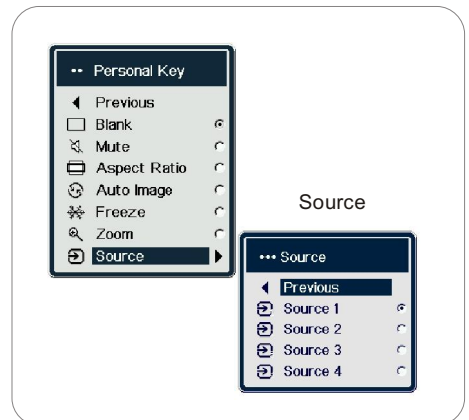 •• Personal Key
Previous
Blank
Mute
Aspect Ratio
Auto Image
Freeze
Zoom
Source
Source
••• Source
Previous
Source 1
Source 2
Source 3
Source 4